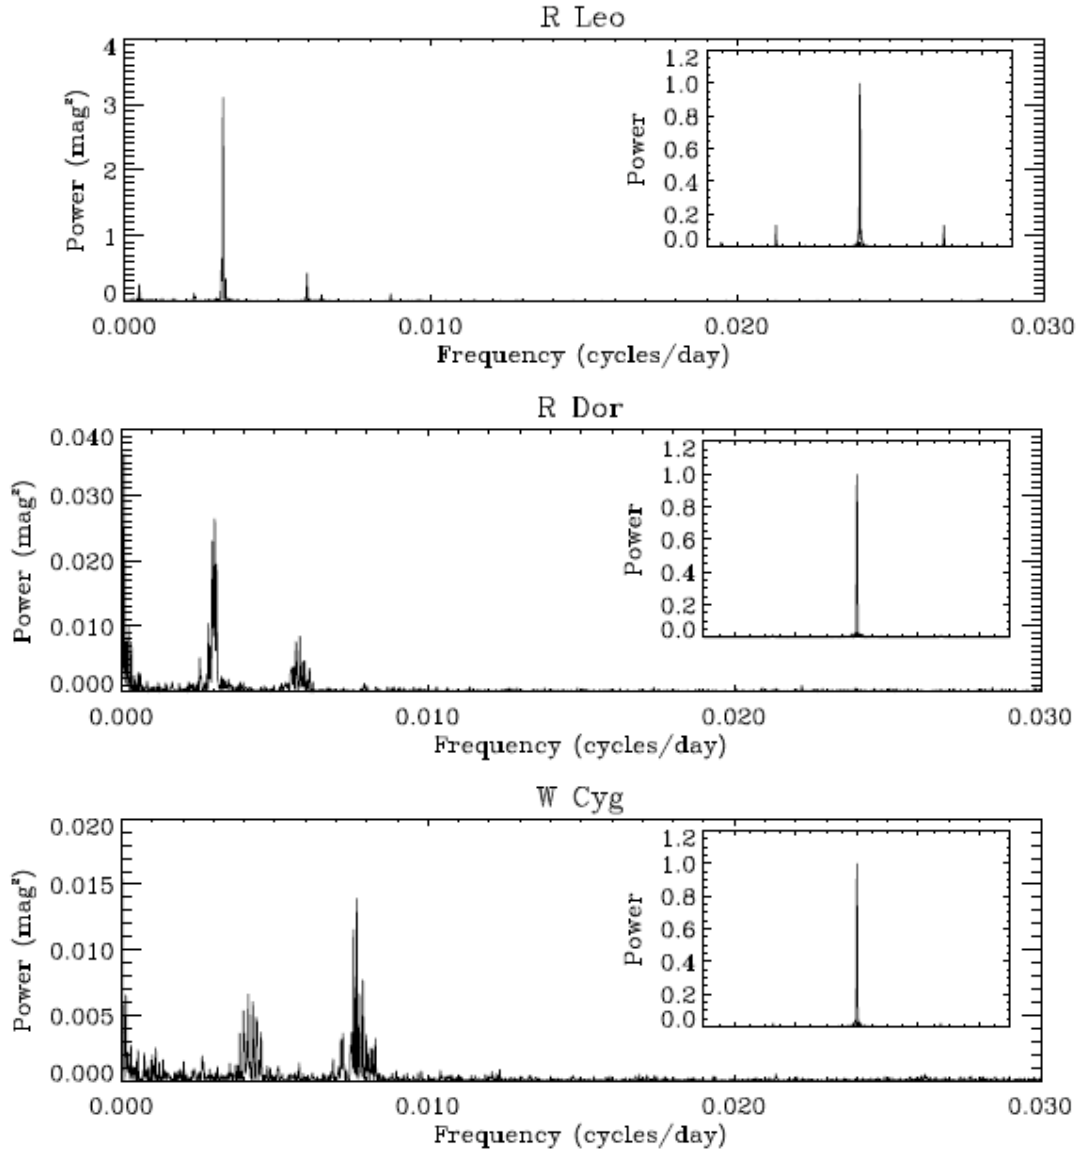 R Leo
4
3
2
1
0
Power (mag²)
0.000 0.010 0.020 0.030
Frequency (cycles/day)
1.2
1.0
0.8
0.6
0.4
0.2
0.0
Power
R Dor
0.040
0.030
0.020
0.010
0.000
Power (mag²)
0.000 0.010 0.020 0.030
Frequency (cycles/day)
1.2
1.0
0.8
0.6
0.4
0.2
0.0
Power
W Cyg
0.020
0.015
0.010
0.005
0.000
Power (mag²)
0.000 0.010 0.020 0.030
Frequency (cycles/day)
1.2
1.0
0.8
0.6
0.4
0.2
0.0
Power